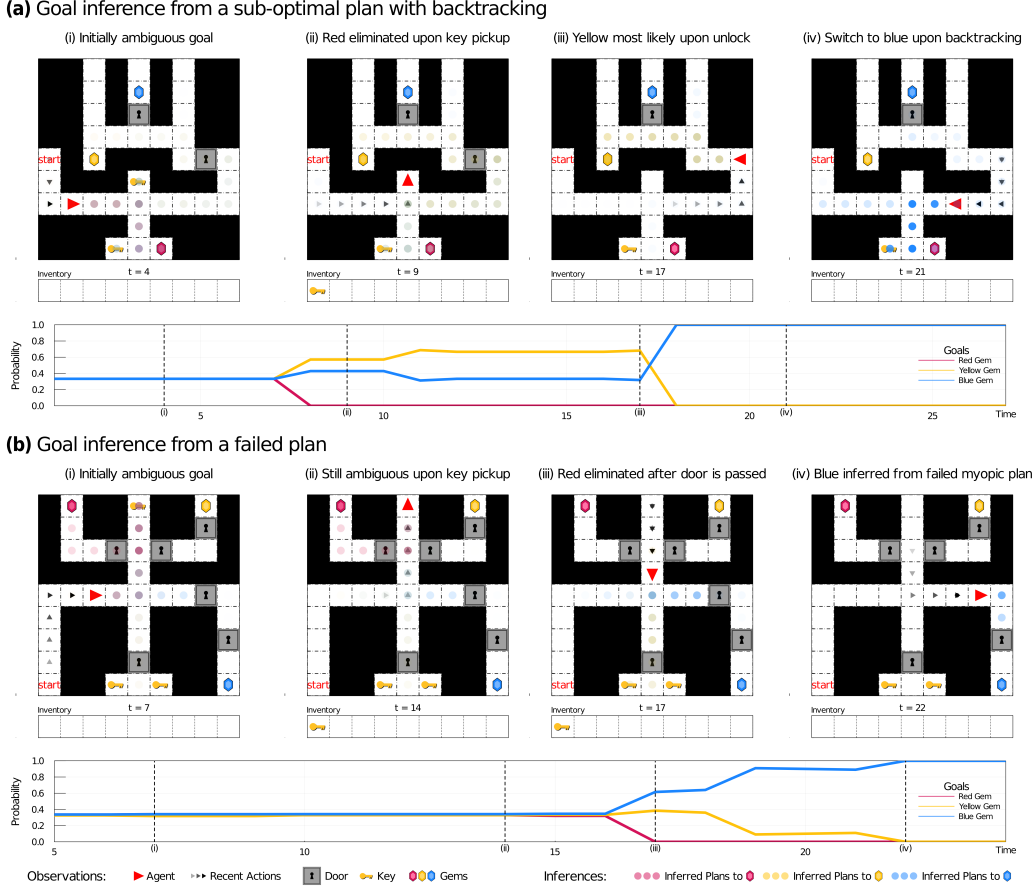 (a) Goal inference from a sub-optimal plan with backtracking
(i) Initially ambiguous goal
(ii) Red eliminated upon key pickup
(iii) Yellow most likely upon unlock
(iv) Switch to blue upon backtracking
start
start
start
start
t = 4
t = 9
t = 17
t = 21
Inventory
Inventory
Inventory
Inventory
Probability
1.0
0.8
0.6
0.4
0.2
0.0
Goals
Red Gem
Yellow Gem
Blue Gem
(i) 5 (ii) 10 15 (iii) 20 (iv) 25 Time
(b) Goal inference from a failed plan
(i) Initially ambiguous goal
(ii) Still ambiguous upon key pickup
(iii) Red eliminated after door is passed
(iv) Blue inferred from failed myopic plan
start
start
start
start
t = 7
t = 14
t = 17
t = 22
Inventory
Inventory
Inventory
Inventory
Probability
1.0
0.8
0.6
0.4
0.2
0.0
Goals
Red Gem
Yellow Gem
Blue Gem
5 (i) 10 (ii) 15 (iii) 20 (iv) Time
Observations: Agent Recent Actions Door Key Gems Inferences: Inferred Plans to Inferred Plans to Inferred Plans to